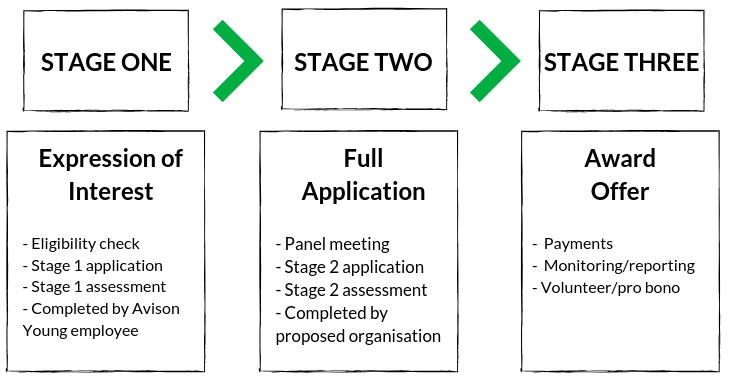 STAGE ONE
STAGE TWO
STAGE THREE
Expression of
Interest
- Eligibility check
- Stage 1 application
- Stage 1 assessment
- Completed by Avison
Young employee
Full
Application
- Panel meeting
- Stage 2 application
- Stage 2 assessment
- Completed by
proposed organisation
Award
Offer
- Payments
- Monitoring/reporting
- Volunteer/pro bono